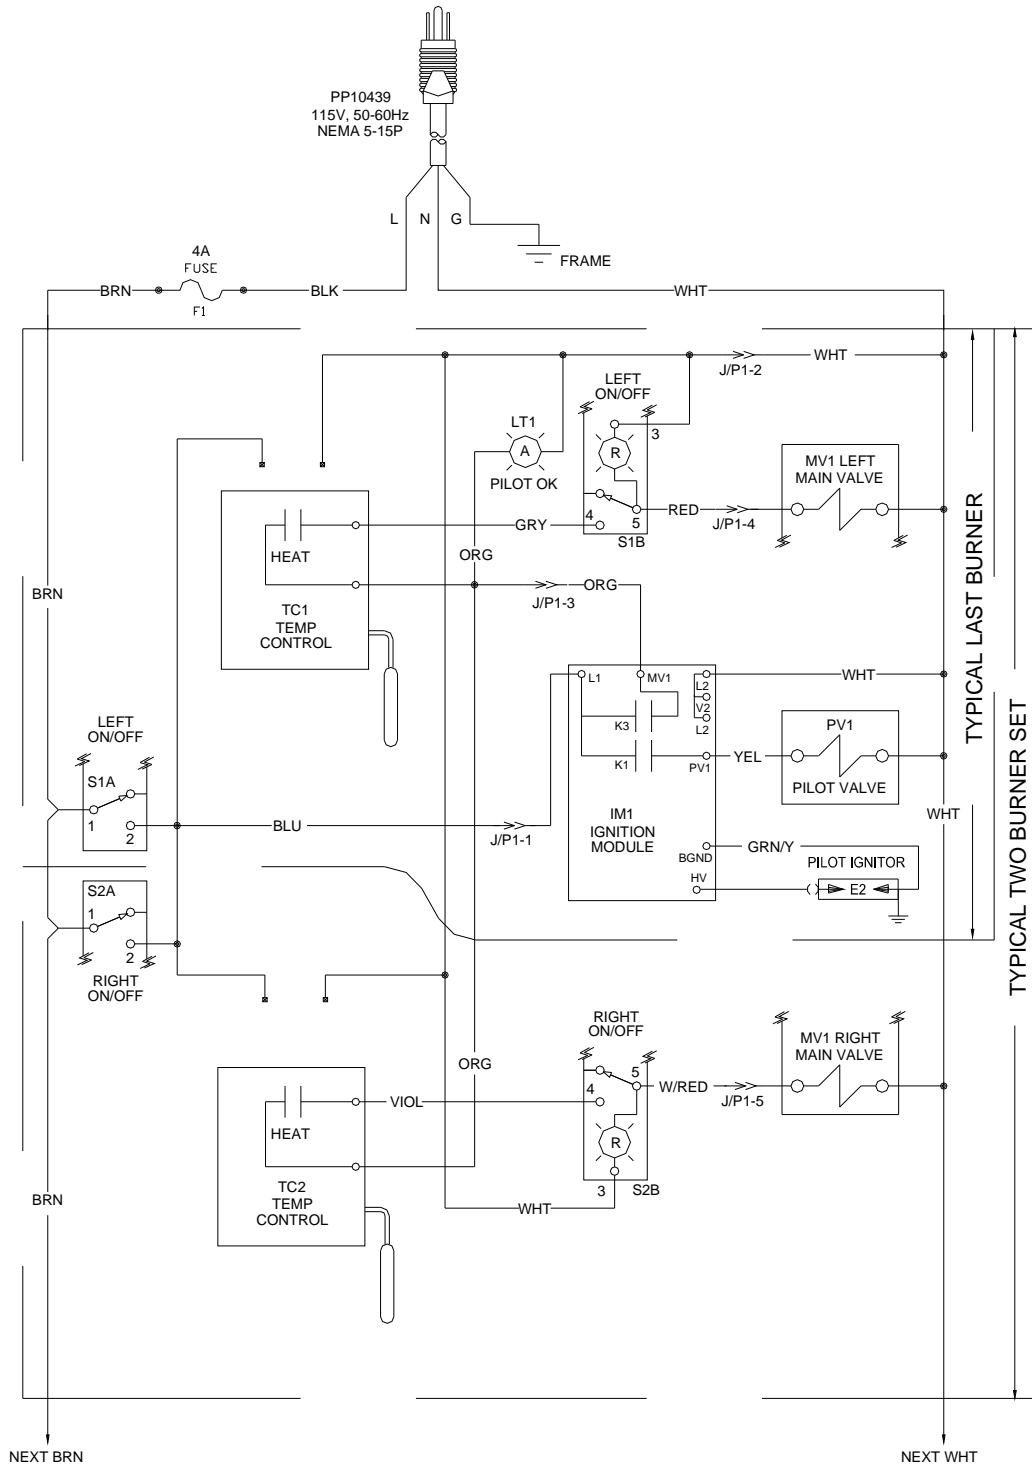 PP10439
115V, 50-60Hz
NEMA 5-15P
L
N
G
FRAME
4A
FUSE
F1
BRN
BLK
WHT
J/P1-2
WHT
LEFT
ON/OFF
3
R
LT1
A
PILOT OK
4
5
S1B
RED
J/P1-4
MV1 LEFT
MAIN VALVE
GRY
HEAT
ORG
J/P1-3
ORG
TC1
TEMP
CONTROL
BRN
TYPICAL LAST BURNER
TYPICAL TWO BURNER SET
L1
MV1
L2
V2
L2
K3
K1
PV1
WHT
YEL
PV1
PILOT VALVE
WHT
LEFT
ON/OFF
S1A
1
2
BLU
J/P1-1
IM1
IGNITION
MODULE
BGND
GRN/Y
HV
PILOT IGNITOR
E2
S2A
1
2
RIGHT
ON/OFF
RIGHT
ON/OFF
5
4
R
3
S2B
W/RED
J/P1-5
MV1 RIGHT
MAIN VALVE
ORG
VIOL
HEAT
TC2
TEMP
CONTROL
WHT
BRN
NEXT BRN
NEXT WHT